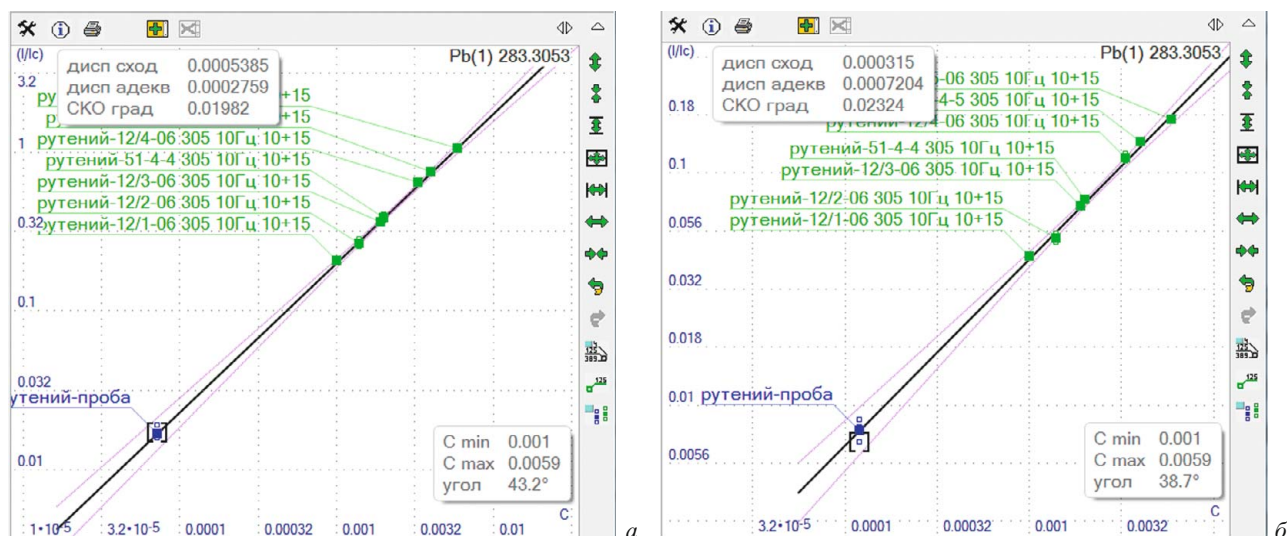 (I/Ic)
Pb(1) 283.3053
дисп сход 0.0005385
дисп адекв 0.0002759
СКО град 0.01982
3.2
ру +15
р +15
1
рутений-12/4-06 305 10Гц 10+15
рутений-51-4-4 305 10Гц 10+15
рутений-12/3-06 305 10Гц 10+15
рутений-12/2-06 305 10Гц 10+15
0.32
рутений-12/1-06 305 10Гц 10+15
0.1
0.032
утений-проба
0.01
C min 0.001
C max 0.0059
угол 43.2°
C
1•10-5 3.2•10-5 0.0001 0.00032 0.001 0.0032 0.01
а
(I/Ic)
Pb(1) 283.3053
дисп сход 0.000315
дисп адекв 0.0007204
СКО град 0.02324
-06 305 10Гц 10+15
0.18
-4-5 305 10Гц 10+15
рутений-12/4-06 305 10Гц 10+15
рутений-51-4-4 305 10Гц 10+15
0.1
рутений-12/3-06 305 10Гц 10+15
рутений-12/2-06 305 10Гц 10+15
рутений-12/1-06 305 10Гц 10+15
0.056
0.032
0.018
0.01
рутений-проба
0.0056
C min 0.001
C max 0.0059
угол 38.7°
C
3.2•10-5 0.0001 0.00032 0.001 0.0032
б